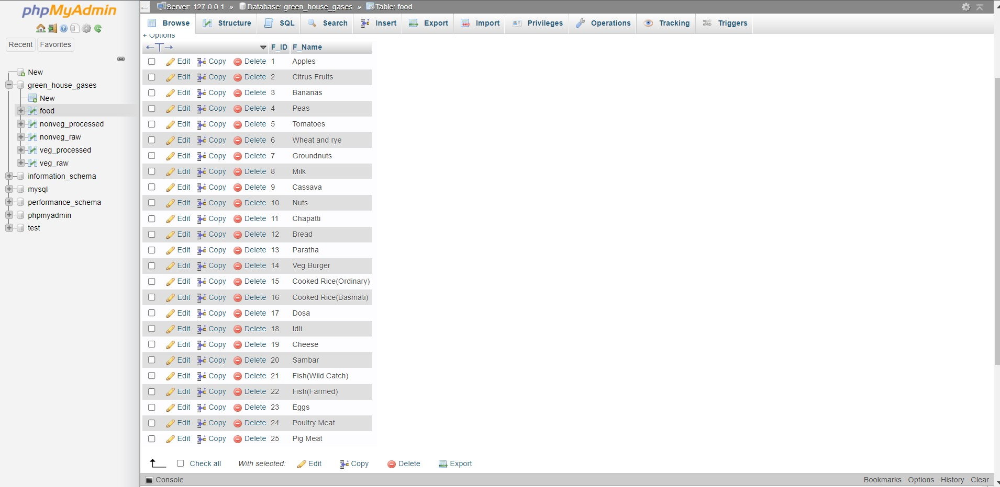 phpMyAdmin
Recent Favorites
New
green_house_gases
New
food
nonveg_processed
nonveg_raw
veg_processed
veg_raw
information_schema
mysql
performance_schema
phpmyadmin
test
Server: 127.0.0.1 » Database: green_house_gases » Table: food
Browse Structure SQL Search Insert Export Import Privileges Operations Tracking Triggers
+ Options
←T→ F_ID F_Name
Edit Copy Delete 1 Apples
Edit Copy Delete 2 Citrus Fruits
Edit Copy Delete 3 Bananas
Edit Copy Delete 4 Peas
Edit Copy Delete 5 Tomatoes
Edit Copy Delete 6 Wheat and rye
Edit Copy Delete 7 Groundnuts
Edit Copy Delete 8 Milk
Edit Copy Delete 9 Cassava
Edit Copy Delete 10 Nuts
Edit Copy Delete 11 Chapatti
Edit Copy Delete 12 Bread
Edit Copy Delete 13 Paratha
Edit Copy Delete 14 Veg Burger
Edit Copy Delete 15 Cooked Rice(Ordinary)
Edit Copy Delete 16 Cooked Rice(Basmati)
Edit Copy Delete 17 Dosa
Edit Copy Delete 18 Idli
Edit Copy Delete 19 Cheese
Edit Copy Delete 20 Sambar
Edit Copy Delete 21 Fish(Wild Catch)
Edit Copy Delete 22 Fish(Farmed)
Edit Copy Delete 23 Eggs
Edit Copy Delete 24 Poultry Meat
Edit Copy Delete 25 Pig Meat
Check all With selected: Edit Copy Delete Export
Console Bookmarks Options History Clear